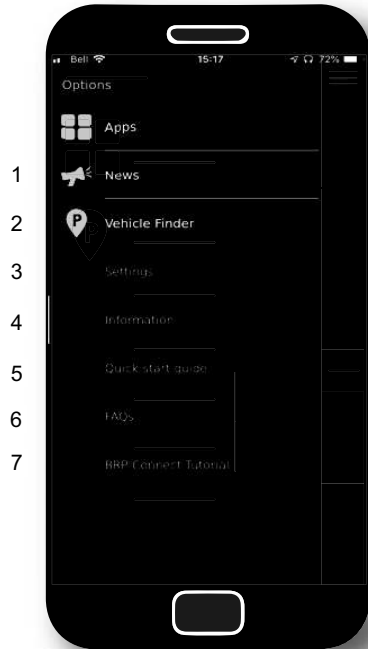 Bell 15:17 72%
Options
Apps
1 News
2 P Vehicle Finder
3 Settings
4 Information
5 Quick start guide
6 FAQs
7 BRP Connect Tutorial